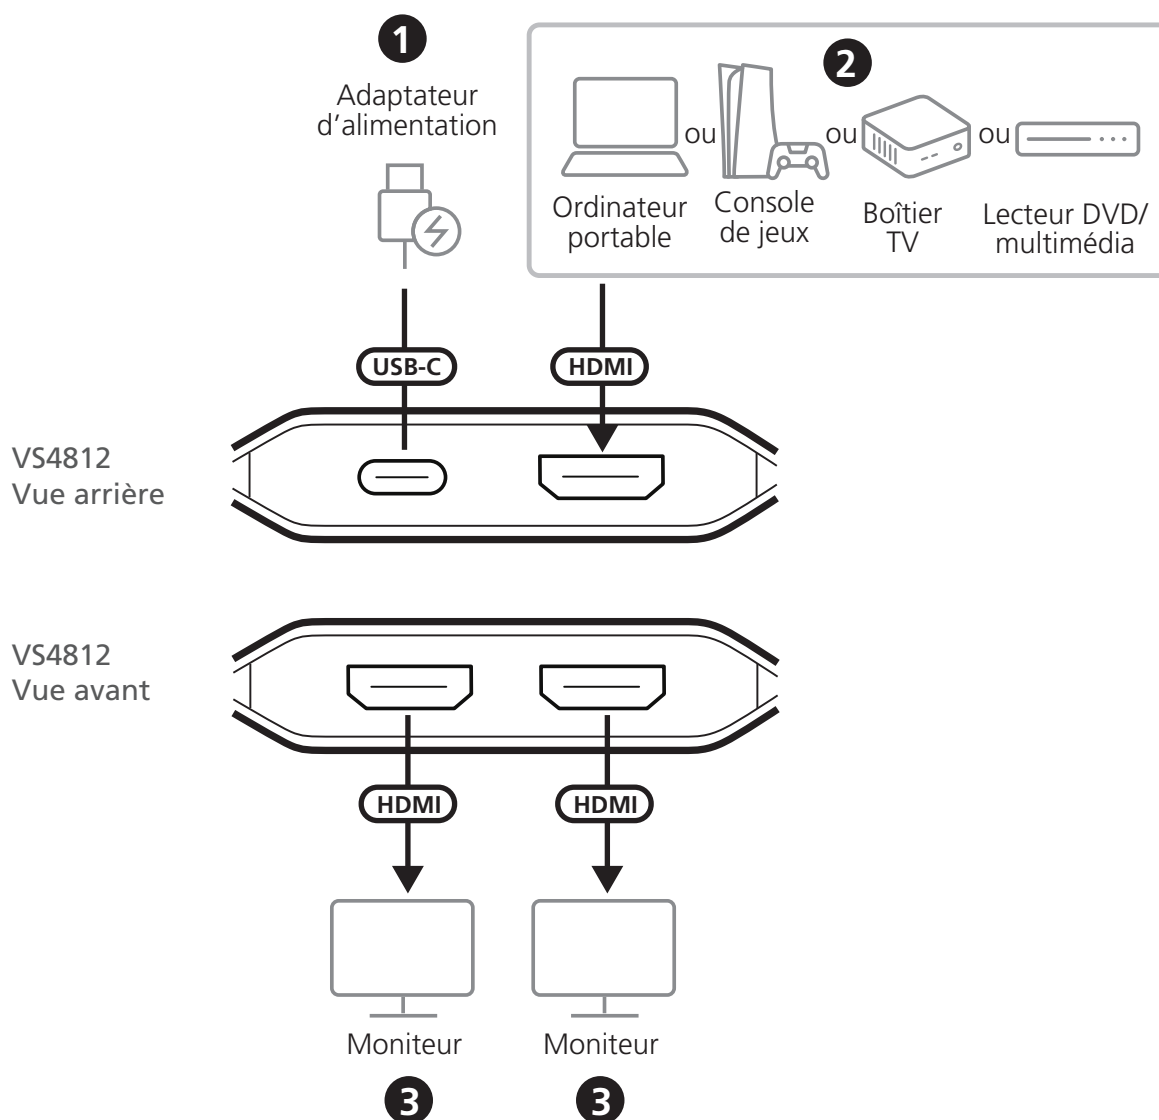 1
Adaptateur
d'alimentation
2
ou
ou
ou
Ordinateur
portable
Console
de jeux
Boîtier
TV
Lecteur DVD/
multimédia
USB-C
HDMI
VS4812
Vue arrière
VS4812
Vue avant
HDMI
HDMI
Moniteur
Moniteur
3
3